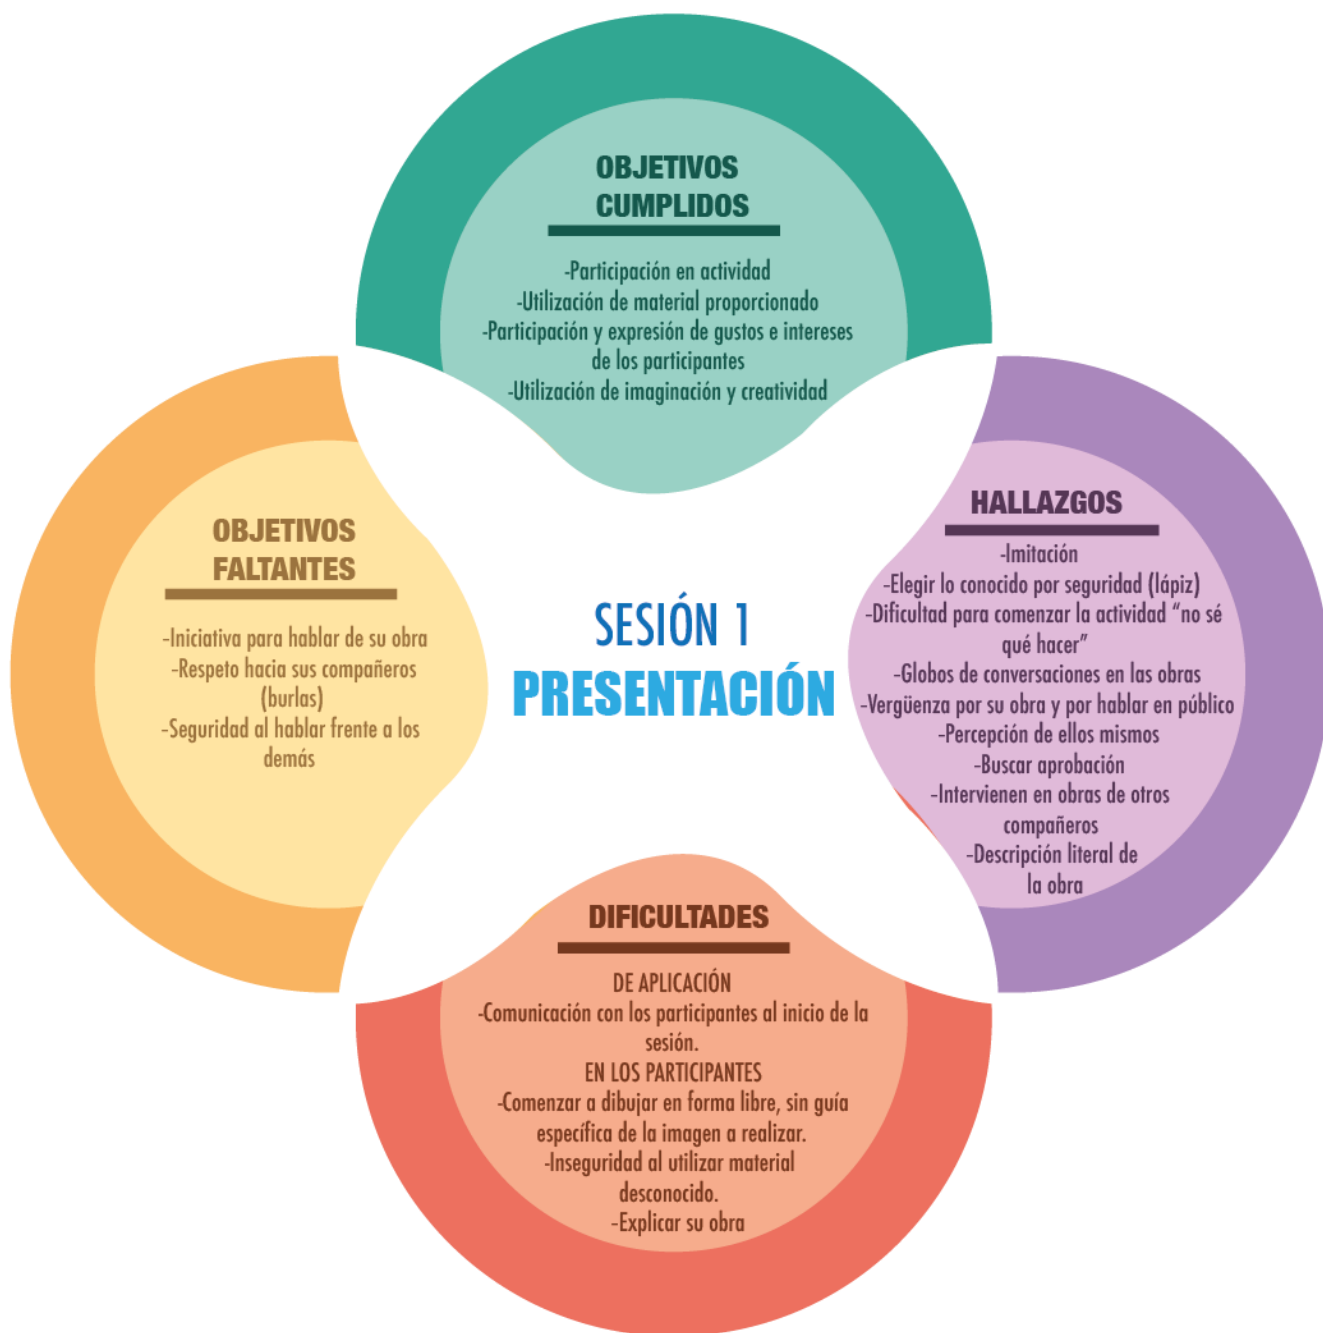 OBJETIVOS
CUMPLIDOS
-Participación en actividad
-Utilización de material proporcionado
-Participación y expresión de gustos e intereses
de los participantes
-Utilización de imaginación y creatividad
OBJETIVOS
FALTANTES
-Iniciativa para hablar de su obra
-Respeto hacia sus compañeros
(burlas)
-Seguridad al hablar frente a los
demás
SESIÓN 1
PRESENTACIÓN
HALLAZGOS
-Imitación
-Elegir lo conocido por seguridad (lápiz)
-Dificultad para comenzar la actividad “no sé
qué hacer”
-Globos de conversaciones en las obras
-Vergüenza por su obra y por hablar en público
-Percepción de ellos mismos
-Buscar aprobación
-Intervienen en obras de otros
compañeros
-Descripción literal de
la obra
DIFICULTADES
DE APLICACIÓN
-Comunicación con los participantes al inicio de la
sesión.
EN LOS PARTICIPANTES
-Comenzar a dibujar en forma libre, sin guía
específica de la imagen a realizar.
-Inseguridad al utilizar material
desconocido.
-Explicar su obra